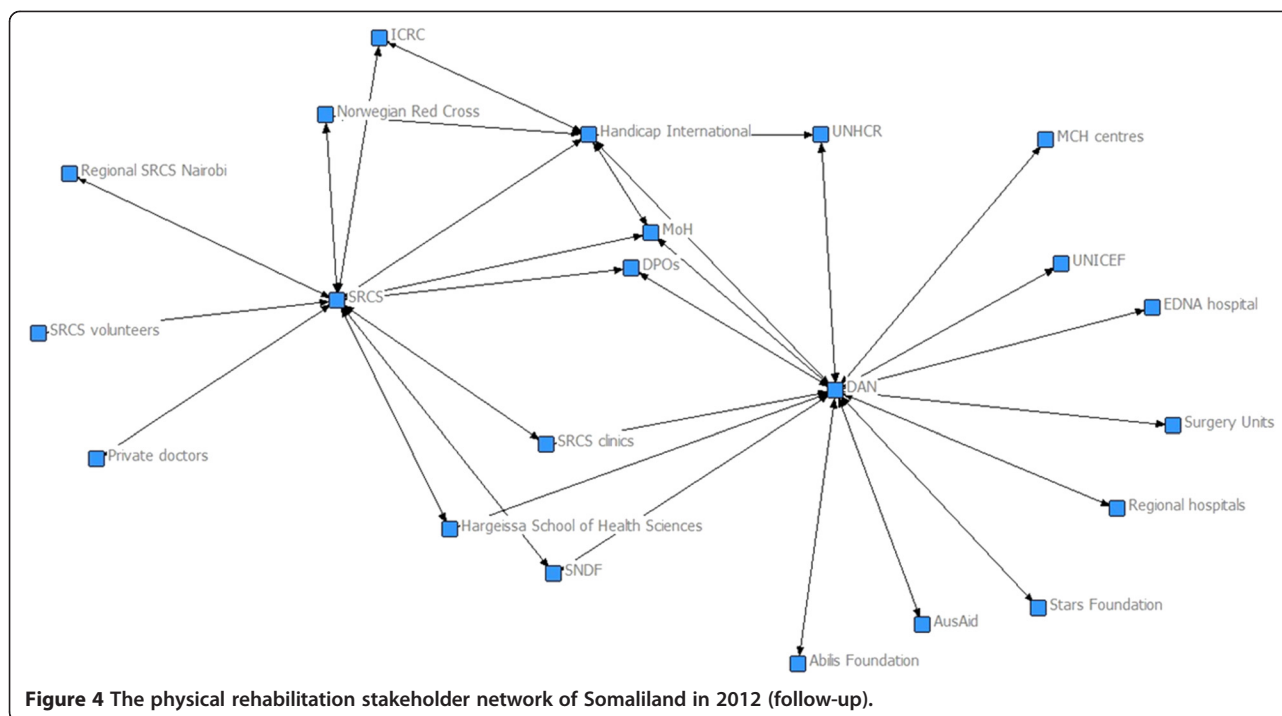 ICRC
Norwegian Red Cross
Handicap International
UNHCR
MCH centres
Regional SRCS Nairobi
MoH
DPOs
UNICEF
SRCS
EDNA hospital
SRCS volunteers
DAN
Surgery Units
SRCS clinics
Private doctors
Regional hospitals
Hargeissa School of Health Sciences
SNDF
Stars Foundation
AusAid
Abilis Foundation
Figure 4 The physical rehabilitation stakeholder network of Somaliland in 2012 (follow-up).